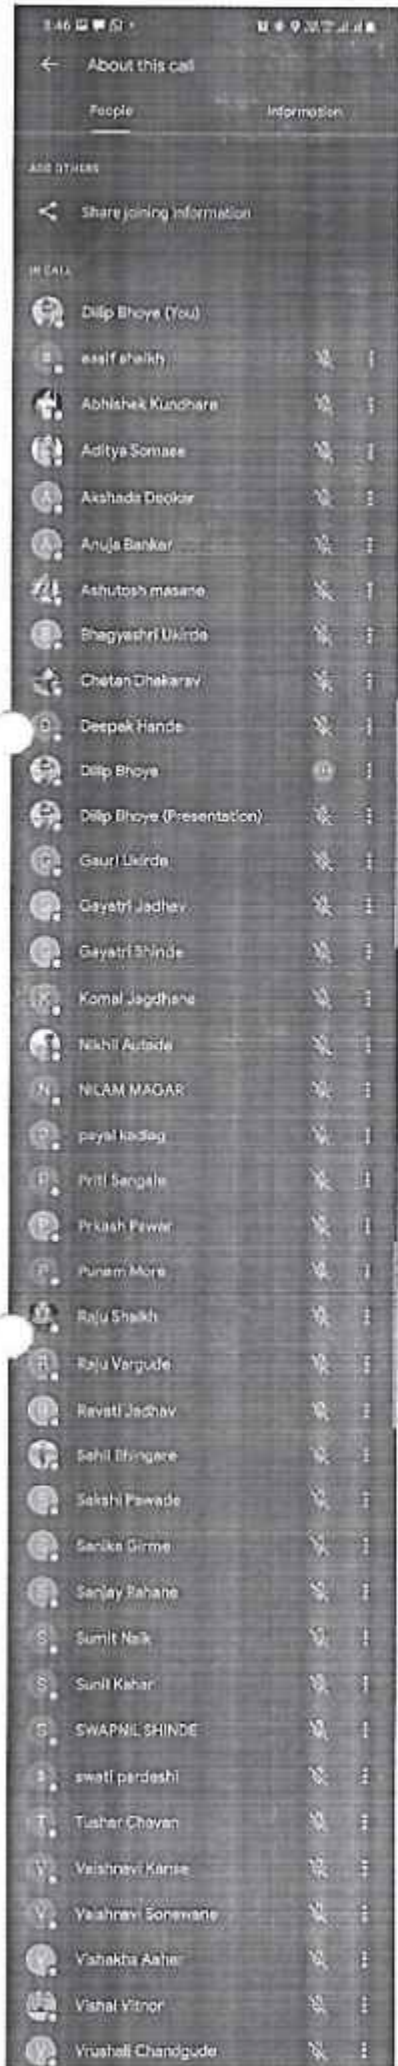 About this call
People
Information
ADD OTHERS
Share joining information
IN CALL
Dilip Bhoye (You)
aasif shaikh
Abhishek Kundhare
Aditya Somase
Akshada Deokar
Anuja Bankar
Ashutosh masane
Bhagyashri Ukirde
Chetan Dhakarav
Deepak Hande
Dilip Bhoye
Dilip Bhoye (Presentation)
Gauri Ukirde
Gayatri Jadhav
Gayatri Shinde
Komal Jagdhane
Nikhil Autade
NILAM MAGAR
payal kadlag
Priti Sangale
Prkash Pawar
Punam More
Raju Shaikh
Raju Vargude
Revati Jadhav
Sahil Bhingare
Sakshi Pawade
Sanika Girme
Sanjay Rahane
Sumit Naik
Sunil Kahar
SWAPNIL SHINDE
swati pardeshi
Tushar Chavan
Vaishnavi Kanse
Vaishnavi Sonawane
Vishakha Aaher
Vishal Vitnor
Vrushali Chandgude